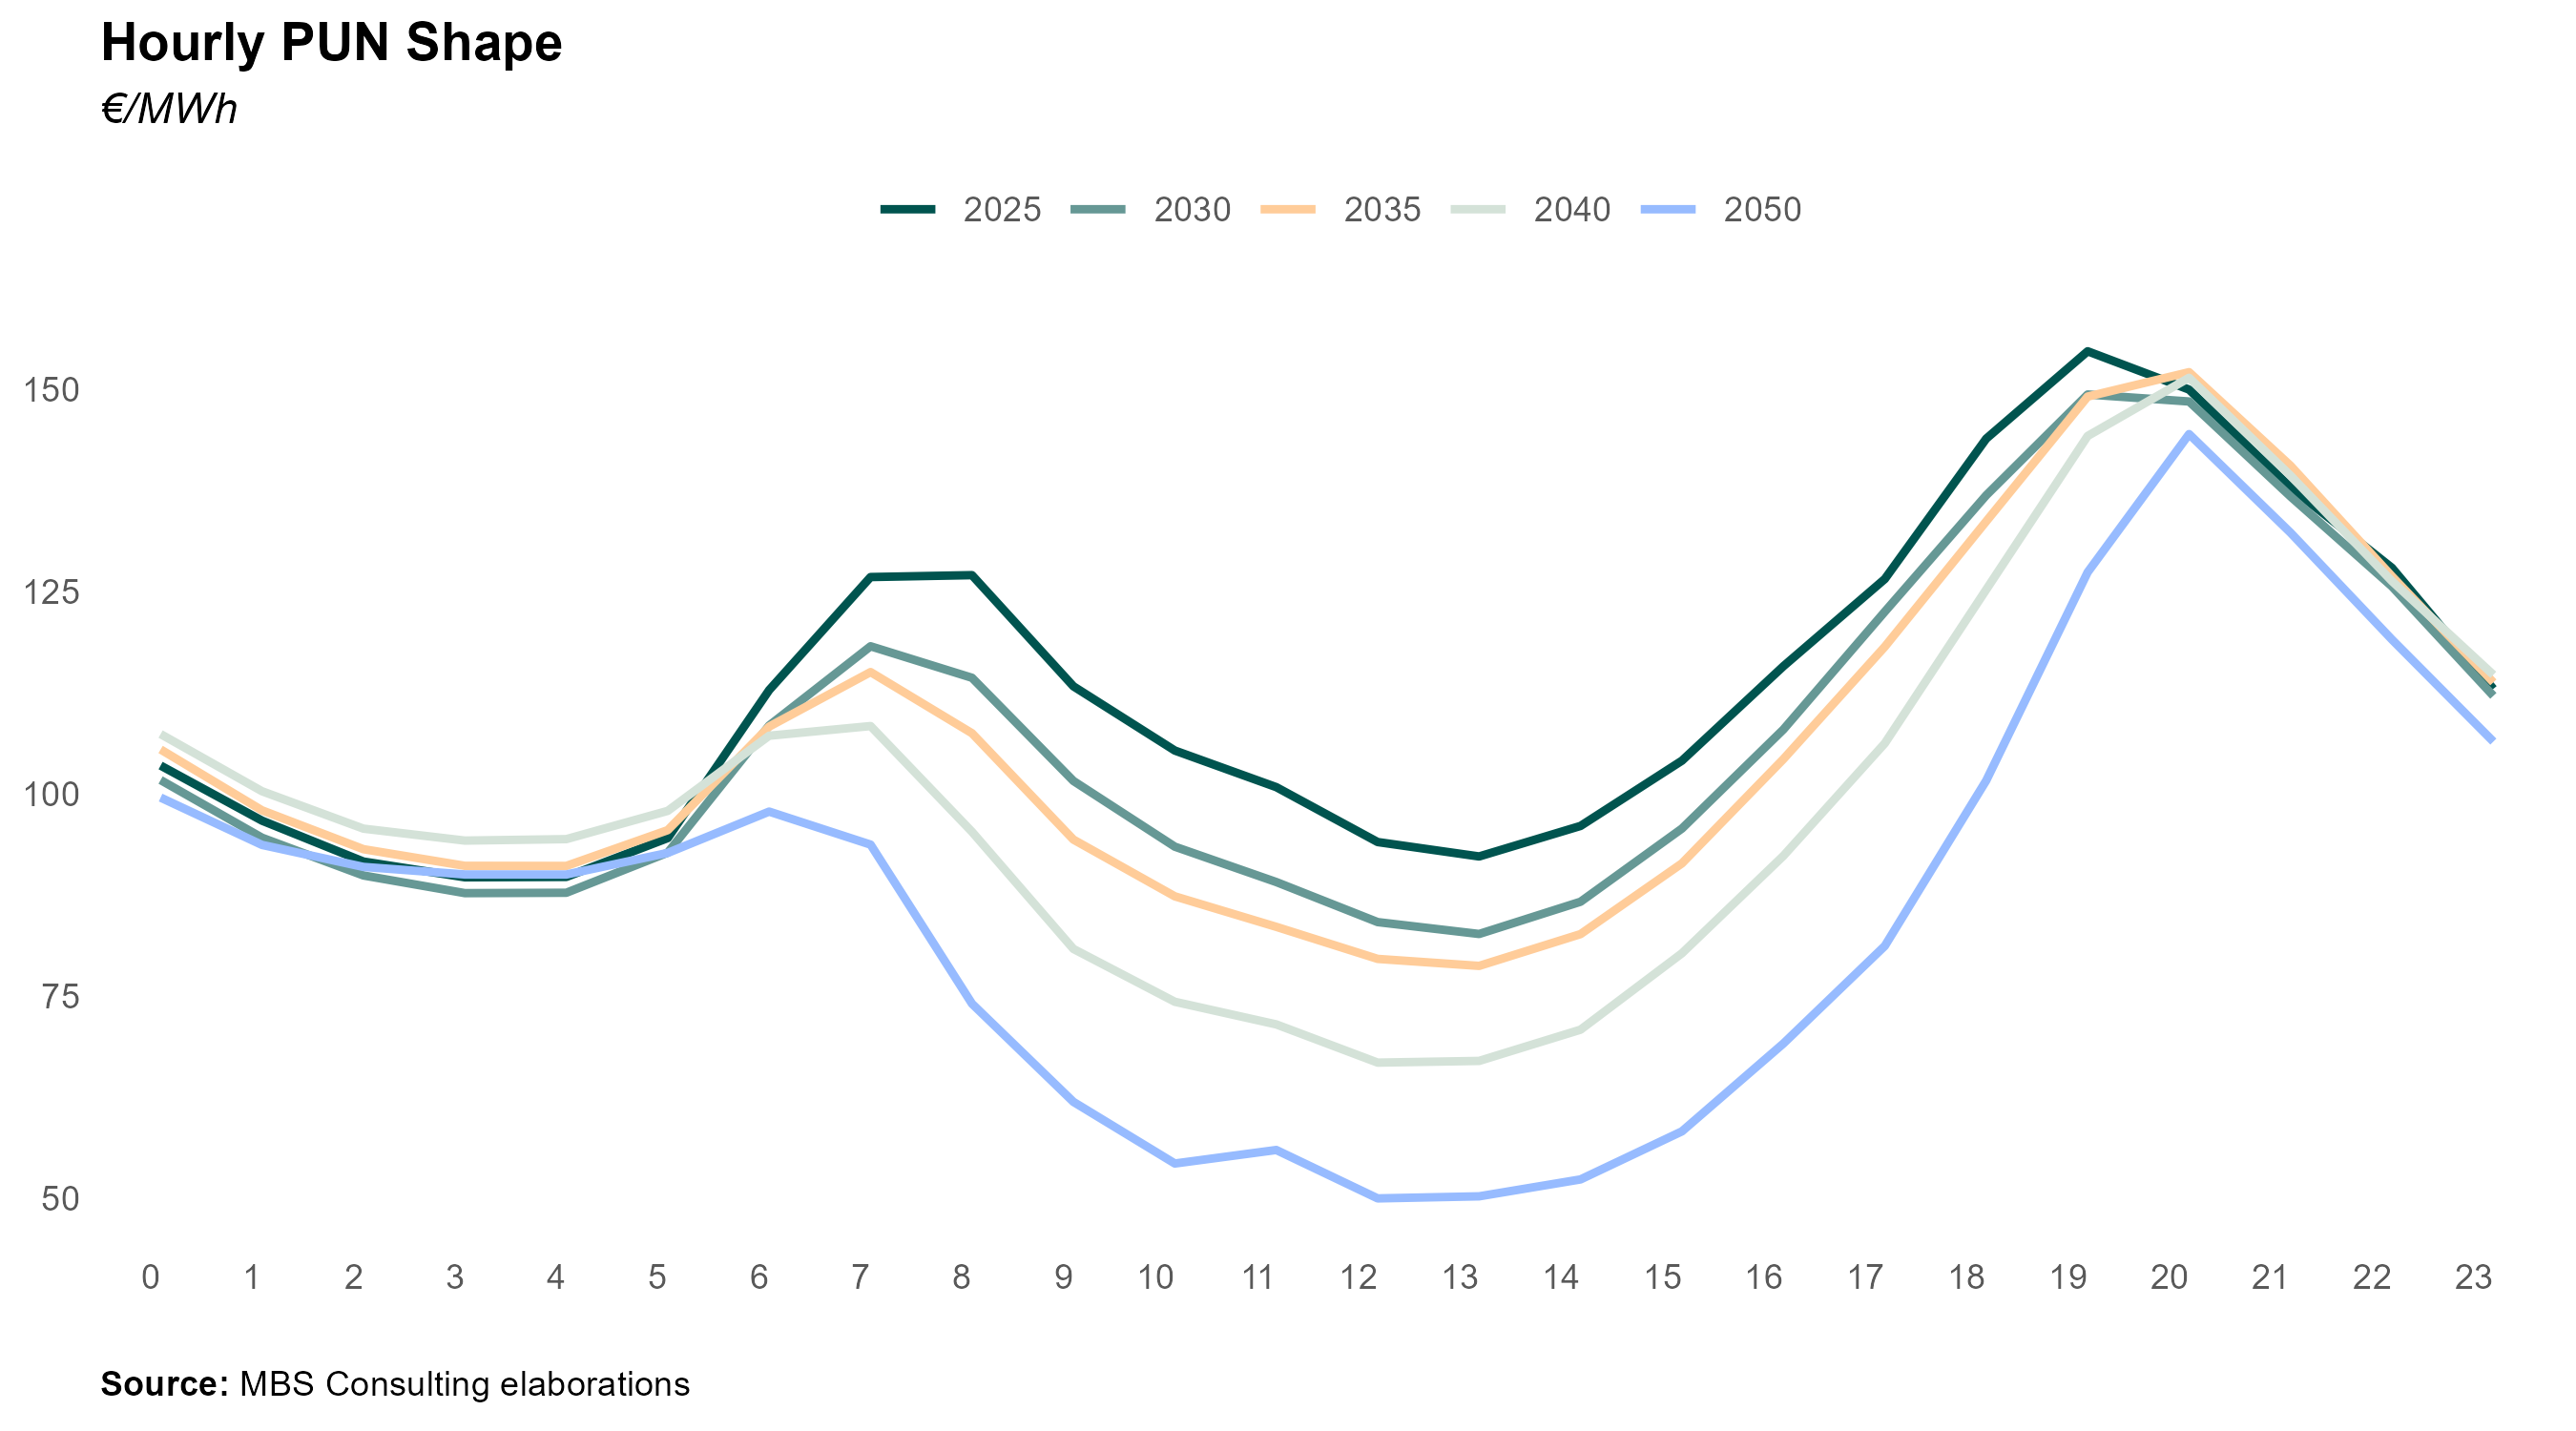 Hourly PUN Shape
€/MWh
2025 2030 2035 2040 2050
150
125
100
75
50
0 1 2 3 4 5 6 7 8 9 10 11 12 13 14 15 16 17 18 19 20 21 22 23
Source: MBS Consulting elaborations